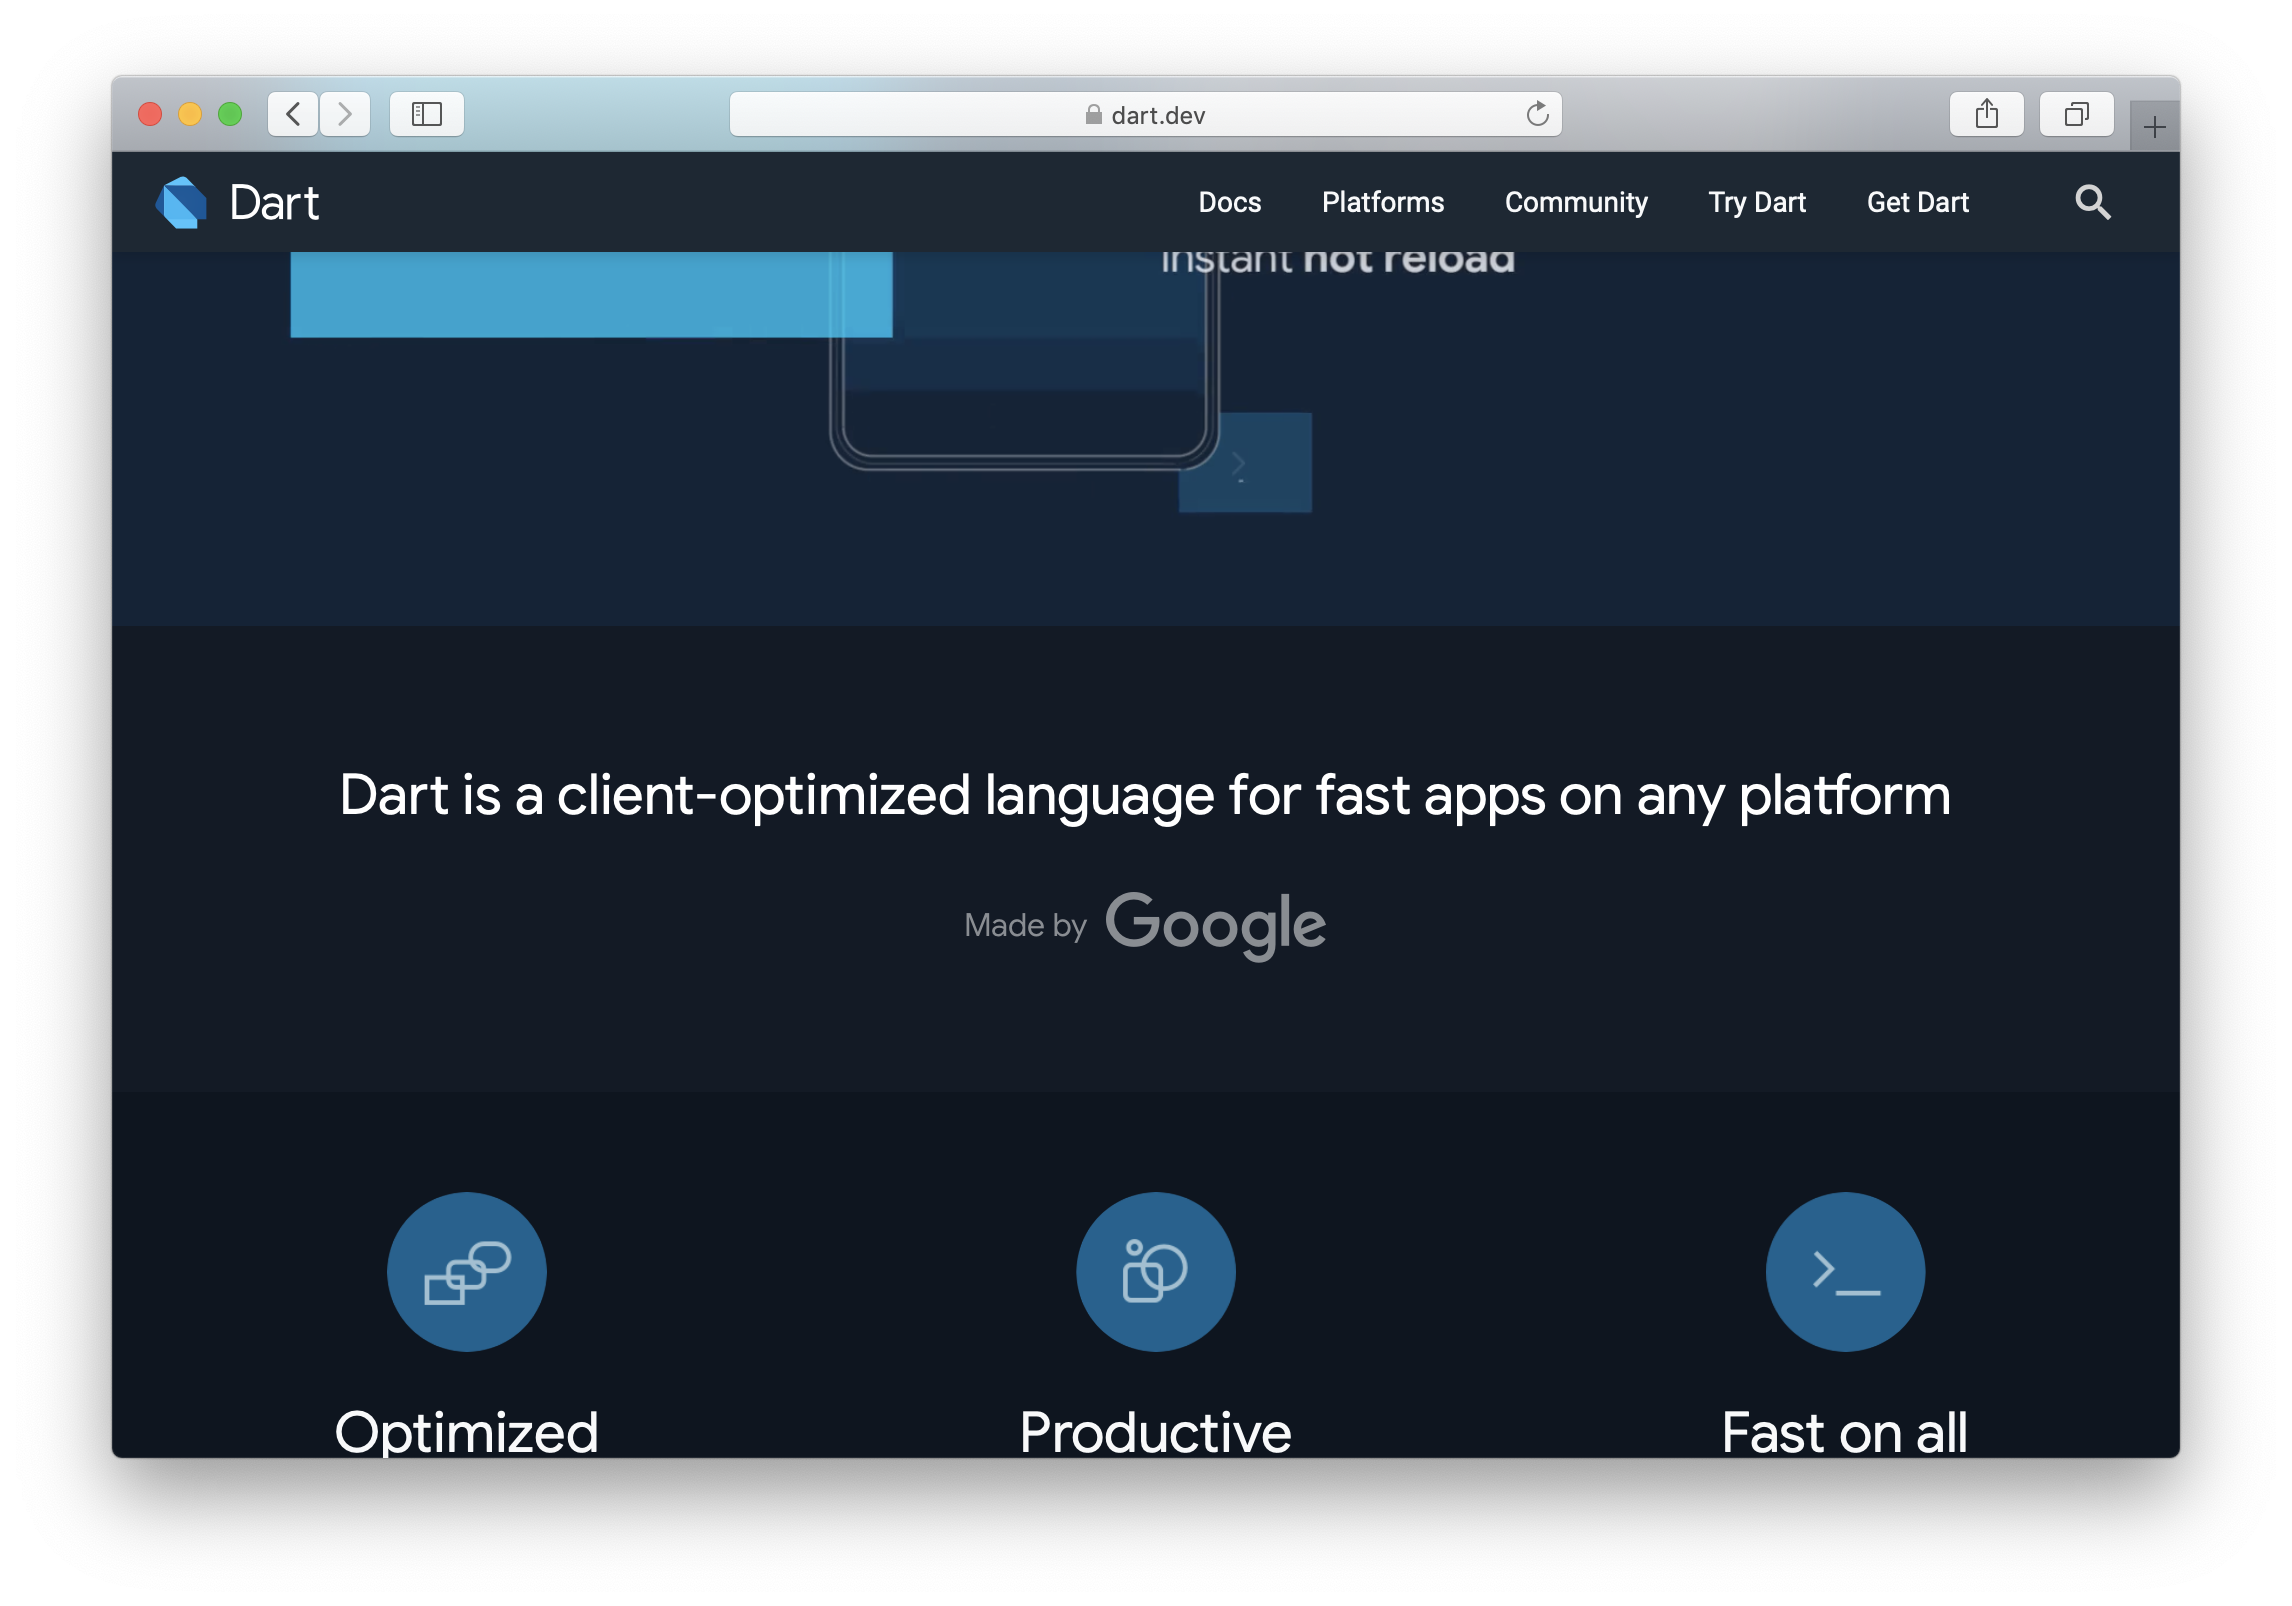 dart.dev
Dart
Docs
Platforms
Community
Try Dart
Get Dart
instant hot reload
Dart is a client-optimized language for fast apps on any platform
Made by Google
Optimized
Productive
Fast on all